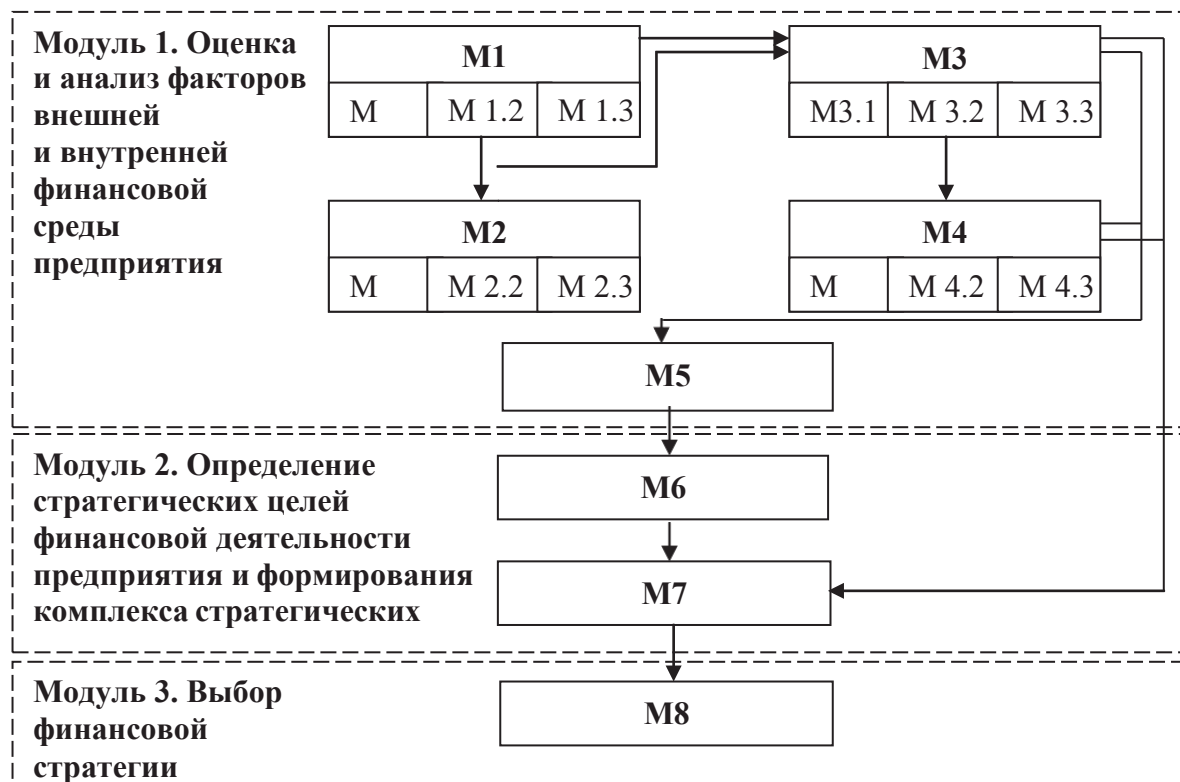 Модуль 1. Оценка
и анализ факторов
внешней
и внутренней
финансовой
среды
предприятия
М1
М М 1.2 М 1.3
М3
М3.1 М 3.2 М 3.3
М2
М М 2.2 М 2.3
М4
М М 4.2 М 4.3
М5
Модуль 2. Определение
стратегических целей
финансовой деятельности
предприятия и формирования
комплекса стратегических
М6
М7
Модуль 3. Выбор
финансовой
стратегии
М8